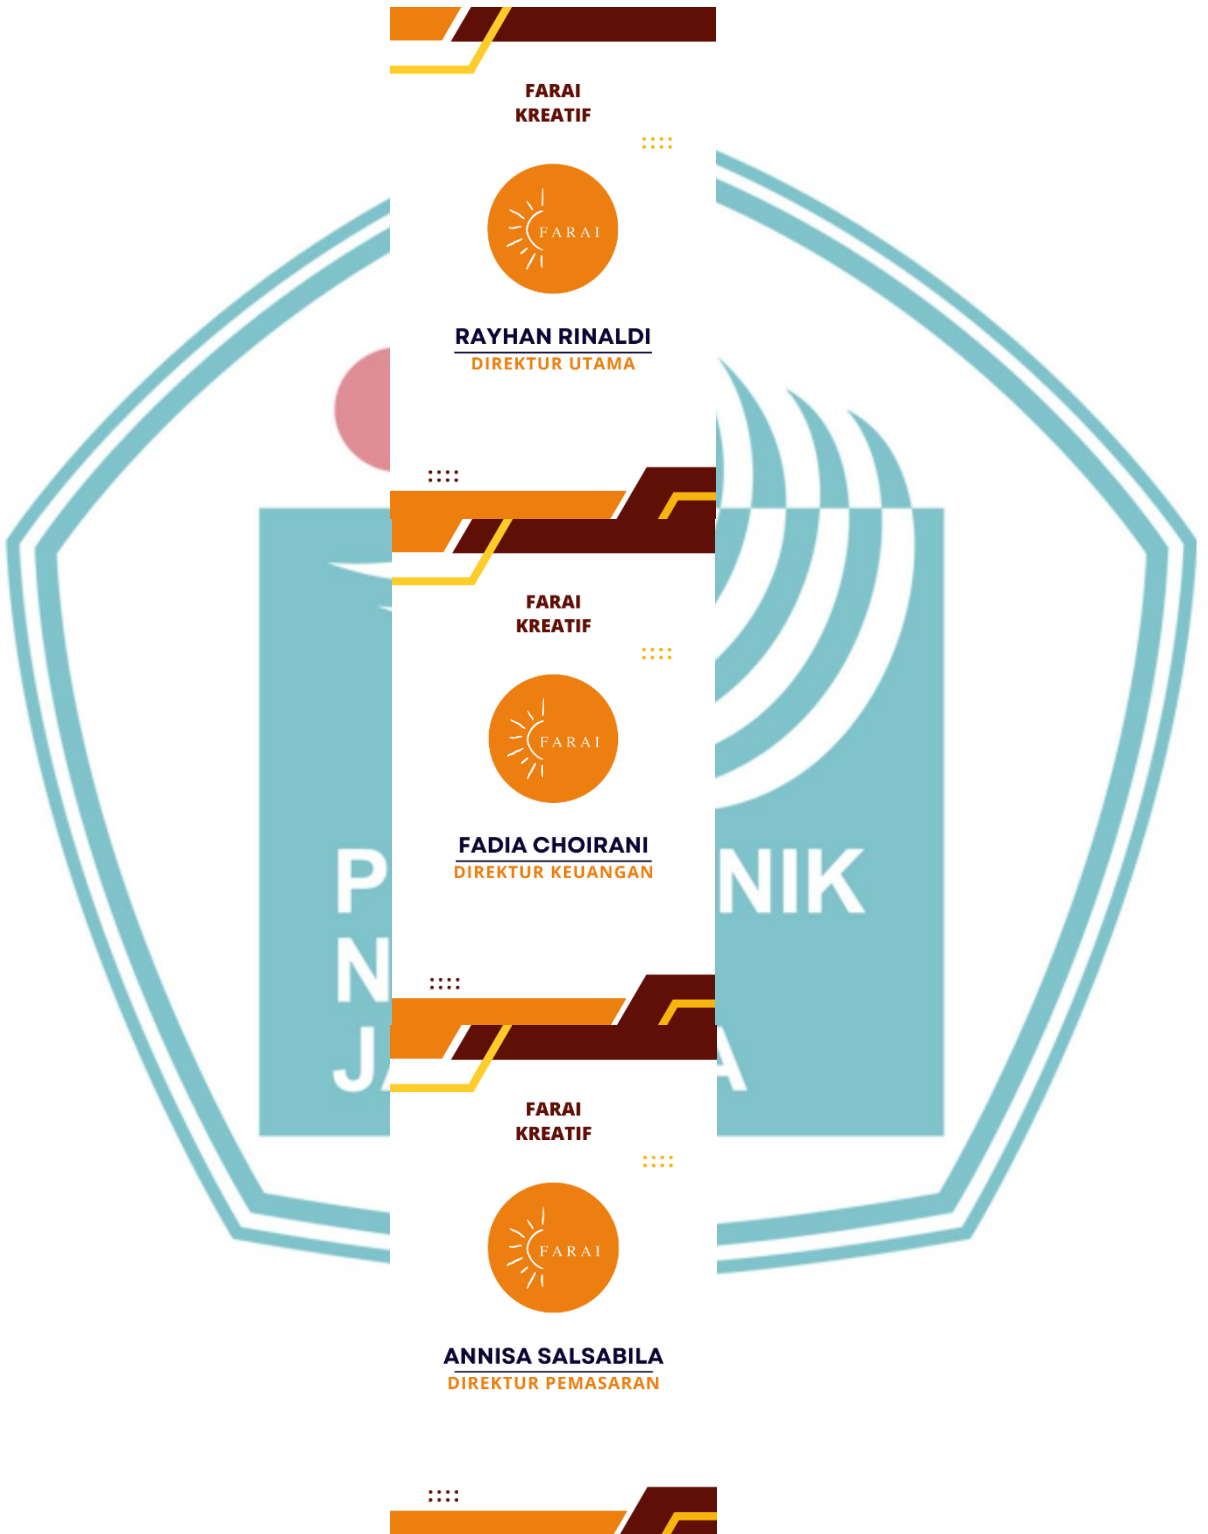 FARAI
KREATIF
FARAI
RAYHAN RINALDI
DIREKTUR UTAMA
FARAI
KREATIF
FARAI
FADIA CHOIRANI
DIREKTUR KEUANGAN
FARAI
KREATIF
FARAI
ANNISA SALSABILA
DIREKTUR PEMASARAN